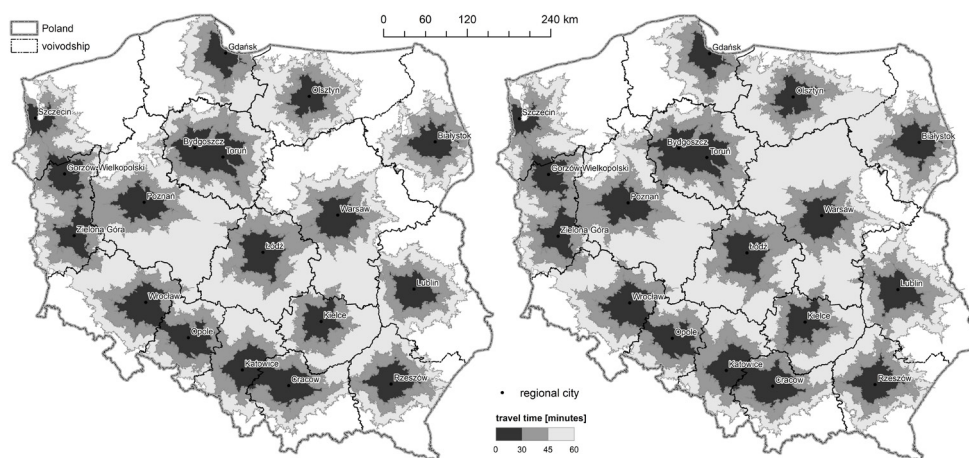 Poland
voivodship
0 60 120 240 km
Gdańsk
Olsztyn
Szczecin
Białystok
Bydgoszcz
Toruń
Gorzów Wielkopolski
Poznań
Warsaw
Zielona Góra
Łódź
Lublin
Wrocław
Kielce
Opole
Katowice
Cracow
Rzeszów
Gdańsk
Olsztyn
Szczecin
Białystok
Bydgoszcz
Toruń
Gorzów Wielkopolski
Poznań
Warsaw
Zielona Góra
Łódź
Lublin
Wrocław
Kielce
Opole
Katowice
Cracow
Rzeszów
regional city
travel time [minutes]
0 30 45 60